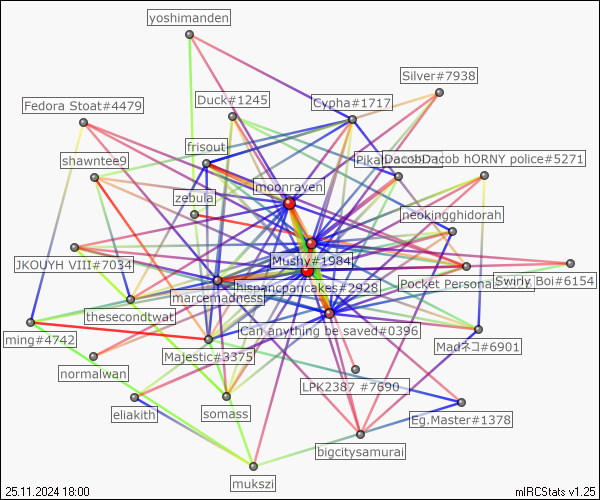 yoshimanden
Silver#7938
Fedora Stoat#4479
Duck#1245
Cypha#1717
frisout
shawntee9
DacobDacob hORNY police#5271
moonraven
zebula
neokingghidorah
Mushy#1984
JKOUYH VIII#7034
Pocket Persona
Swirly Boi#6154
hispancpancakes#2928
marcemadness
thesecondtwat
Can anything be saved#0396
ming#4742
Majestic#3375
Madネコ#6901
normalwan
LPK2387 #7690
eliakith
somass
Eg.Master#1378
bigcitysamurai
mukszi
25.11.2024 18:00
mIRCStats v1.25